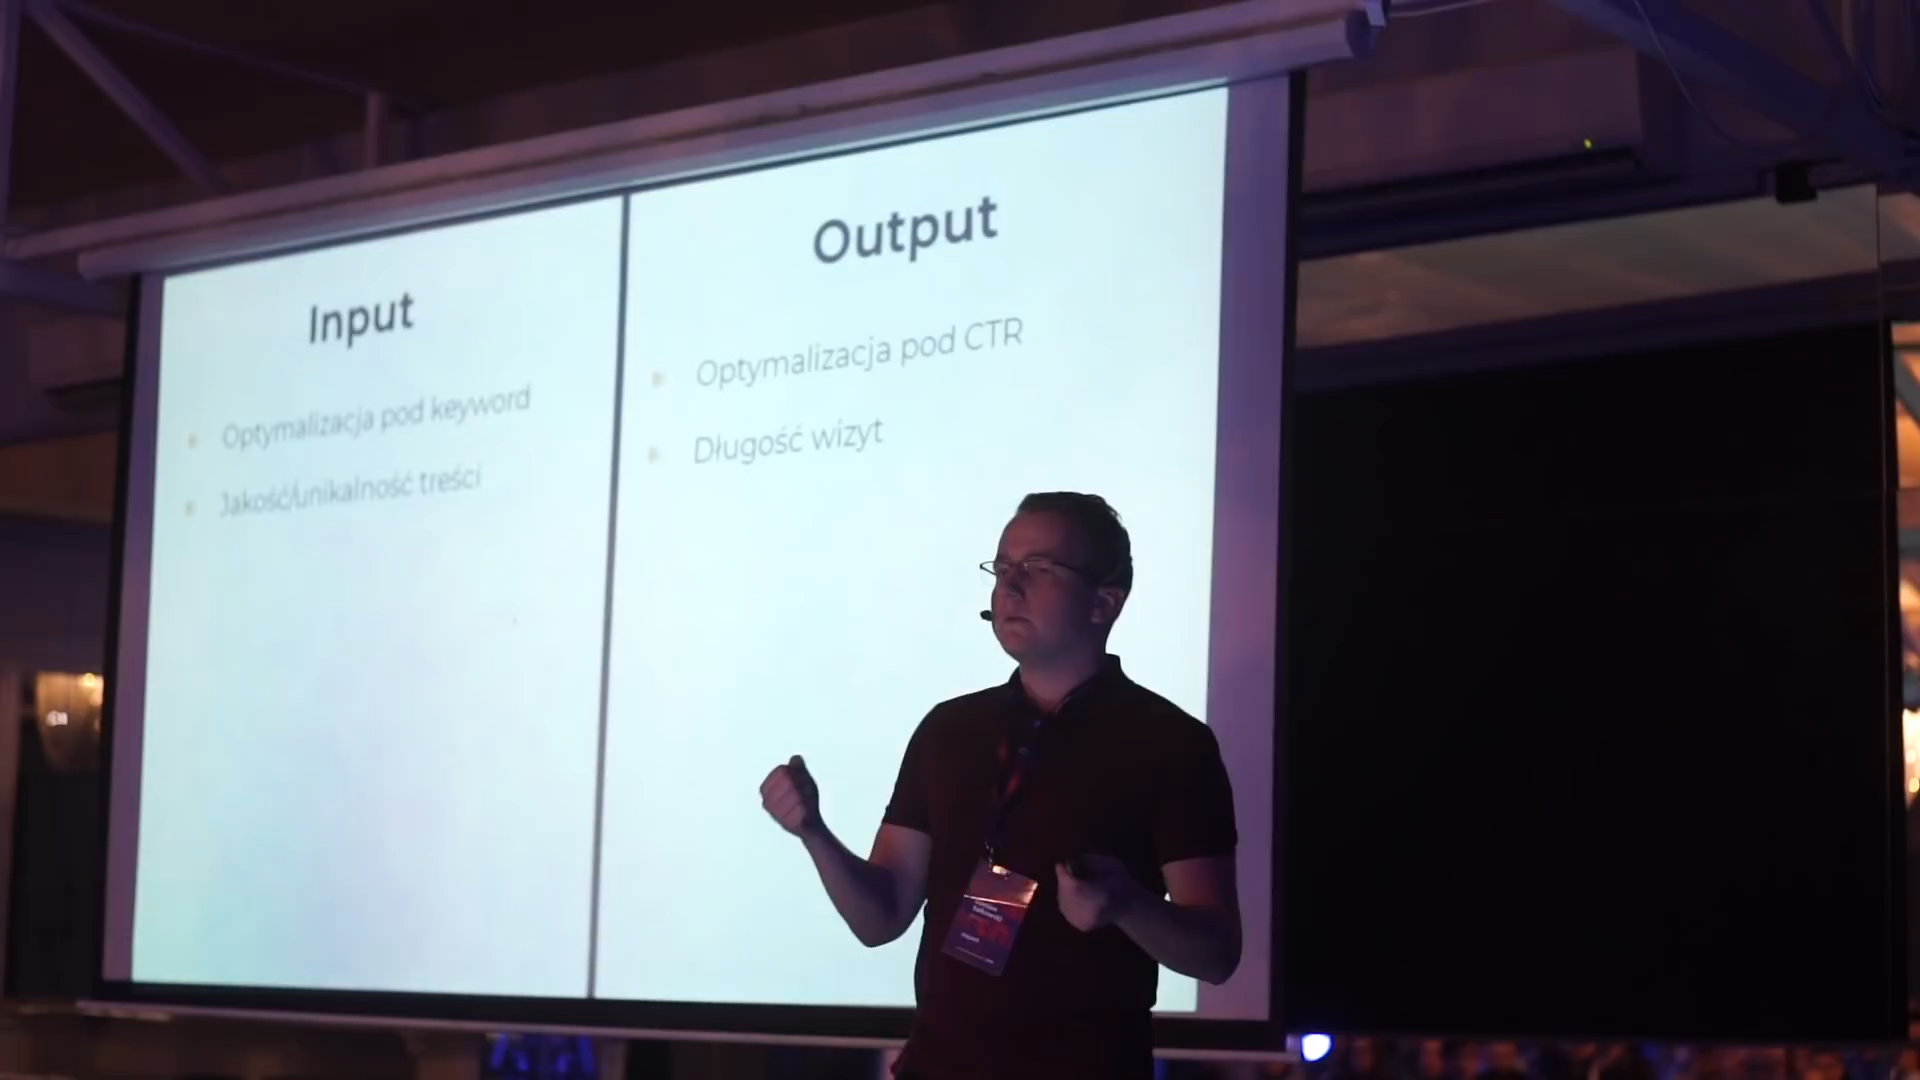 Input
Optymalizacja pod keyword
Jakość/unikalność treści
Output
Optymalizacja pod CTR
Długość wizyt